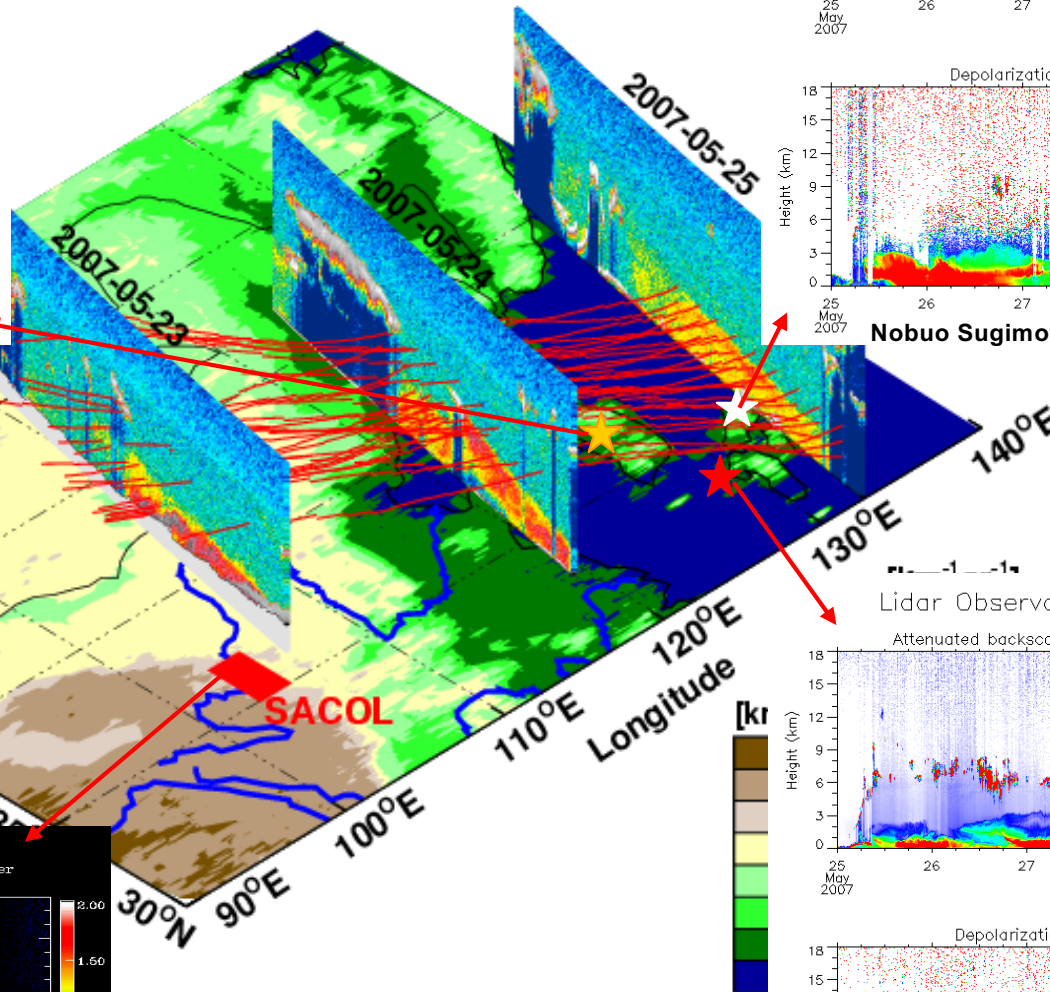 25 26 27
May
2007
Depolarizatio
18
15
12
9
6
3
0
Height (km)
25 26 27
May
2007
Nobuo Sugimo
2007-05-25
2007-05-24
2007-05-23
140°E
130°E
120°E
110°E
100°E
90°E
30°N
Longitude
SACOL
Lidar Observa
Attenuated backsca
18
15
12
9
6
3
0
Height (km)
25 26 27
May
2007
Depolarizati
18
15
er
2.00
1.50